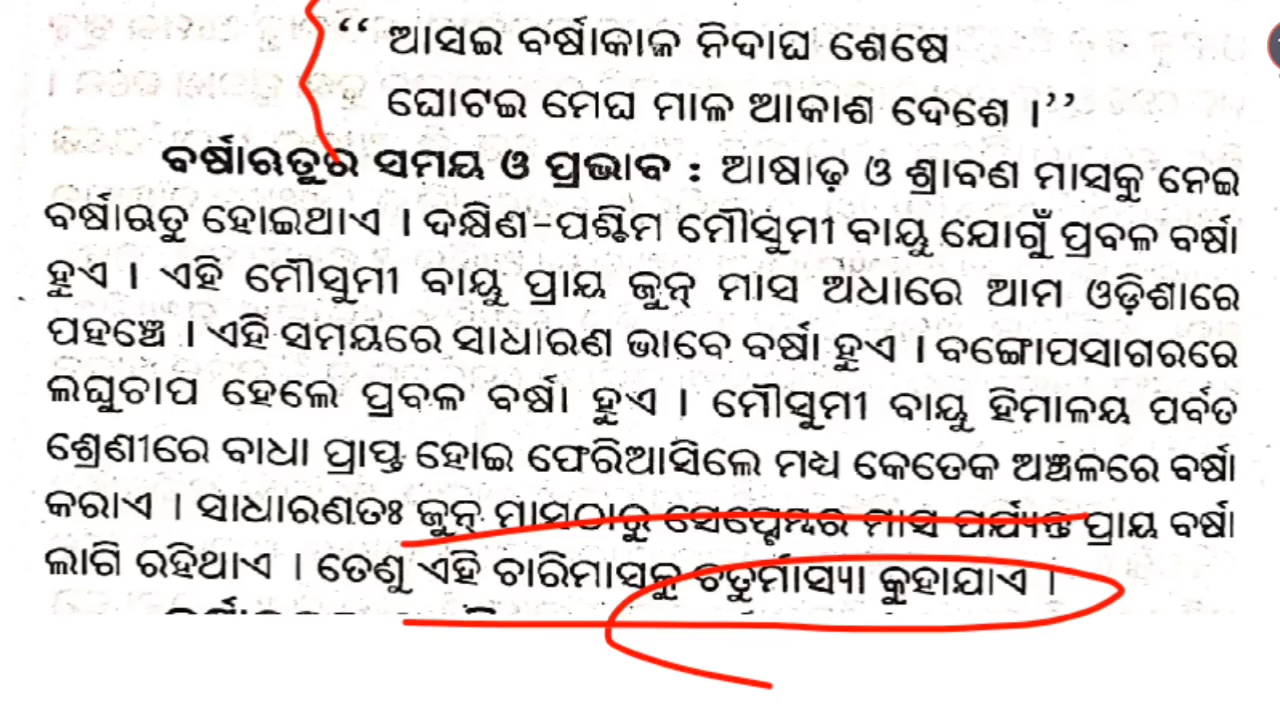 “ ଆସଇ ବର୍ଷାକାଳ ନିଦାଘ ଶେଷେ
ଘୋଟଇ ମେଘ ମାଳ ଆକାଶ ଦେଶେ ।”
ବର୍ଷାଋତୁର ସମୟ ଓ ପ୍ରଭାବ : ଆଷାଢ଼ ଓ ଶ୍ରାବଣ ମାସକୁ ନେଇ
ବର୍ଷାଋତୁ ହୋଇଥାଏ । ଦକ୍ଷିଣ-ପଶ୍ଚିମ ମୌସୁମୀ ବାୟୁ ଯୋଗୁଁ ପ୍ରବଳ ବର୍ଷା
ହୁଏ । ଏହି ମୌସୁମୀ ବାୟୁ ପ୍ରାୟ ଜୁନ୍ ମାସ ଅଧାରେ ଆମ ଓଡ଼ିଶାରେ
ପହଞ୍ଚେ । ଏହି ସମୟରେ ସାଧାରଣ ଭାବେ ବର୍ଷା ହୁଏ । ବଙ୍ଗୋପସାଗରରେ
ଲଘୁଚାପ ହେଲେ ପ୍ରବଳ ବର୍ଷା ହୁଏ । ମୌସୁମୀ ବାୟୁ ହିମାଳୟ ପର୍ବତ
ଶ୍ରେଣୀରେ ବାଧା ପ୍ରାପ୍ତ ହୋଇ ଫେରିଆସିଲେ ମଧ୍ୟ କେତେକ ଅଞ୍ଚଳରେ ବର୍ଷା
କରାଏ । ସାଧାରଣତଃ ଜୁନ୍ ମାସଠାରୁ ସେପ୍ଟେମ୍ବର ମାସ ପର୍ଯ୍ୟନ୍ତ ପ୍ରାୟ ବର୍ଷା
ଲାଗି ରହିଥାଏ । ତେଣୁ ଏହି ଚାରିମାସକୁ ଚତୁର୍ମାସ୍ୟା କୁହାଯାଏ ।